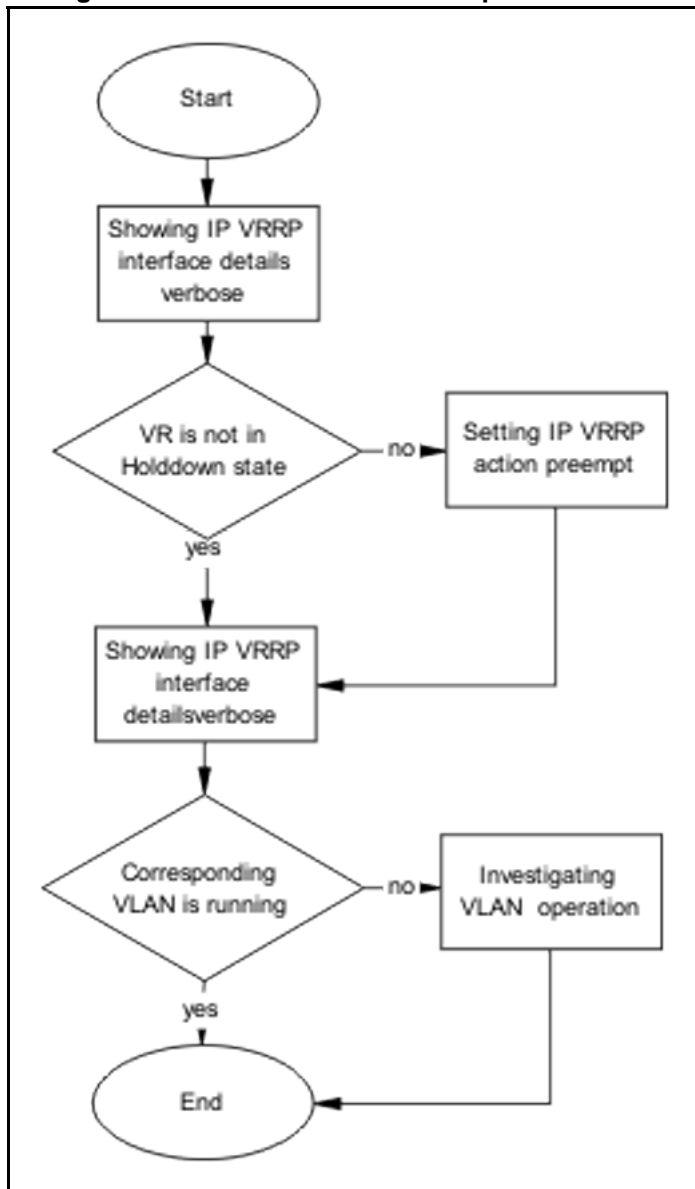 Start
Showing IP VRRP
interface details
verbose
VR is not in
Holddown state
no
Setting IP VRRP
action preempt
yes
Showing IP VRRP
interface
detailsverbose
Corresponding
VLAN is running
no
Investigating
VLAN operation
yes
End